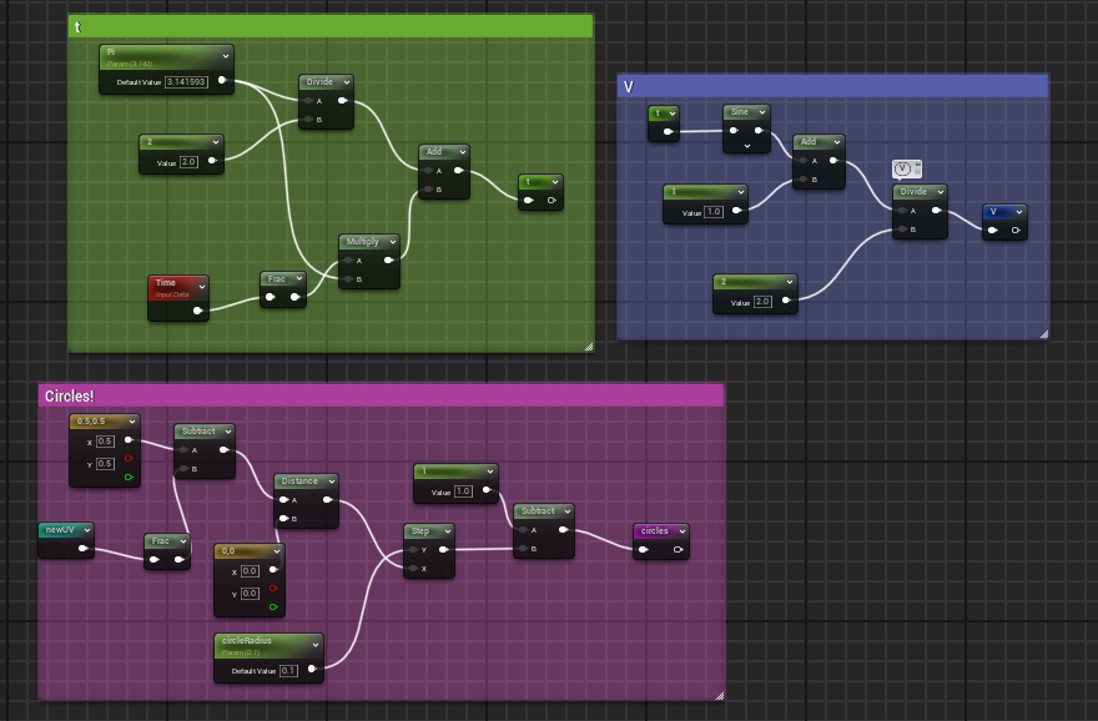 t
Pi
Param (3.142)
Default Value 3.141593
Divide
A
B
2
Value 2.0
Add
A
B
t
Multiply
A
B
Time
Input Data
Frac
V
t
Sine
Add
A
B
1
Value 1.0
V
Divide
A
B
V
2
Value 2.0
Circles!
0.5,0.5
X 0.5
Y 0.5
Subtract
A
B
Distance
A
B
1
Value 1.0
Subtract
A
B
newUV
Frac
Step
Y
X
circles
0,0
X 0.0
Y 0.0
circleRadius
Param (0.1)
Default Value 0.1